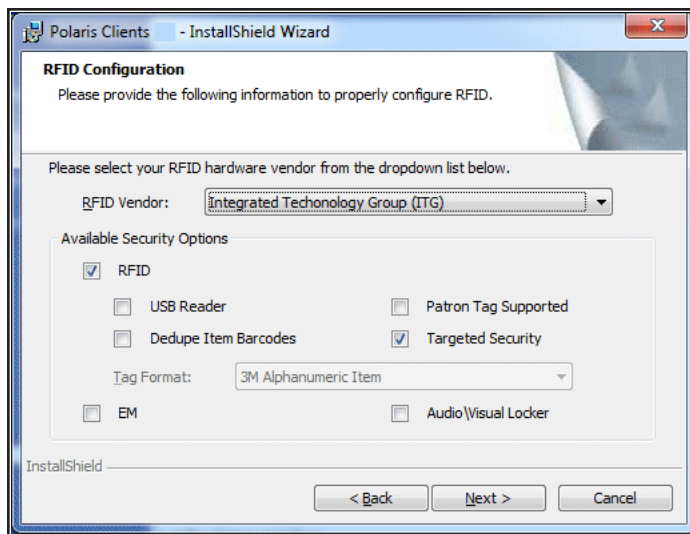 Polaris Clients - InstallShield Wizard
RFID Configuration
Please provide the following information to properly configure RFID.
Please select your RFID hardware vendor from the dropdown list below.
RFID Vendor: Integrated Techonology Group (ITG)
Available Security Options
RFID
USB Reader Patron Tag Supported
Dedupe Item Barcodes Targeted Security
Tag Format: 3M Alphanumeric Item
EM Audio\Visual Locker
InstallShield
< Back Next > Cancel